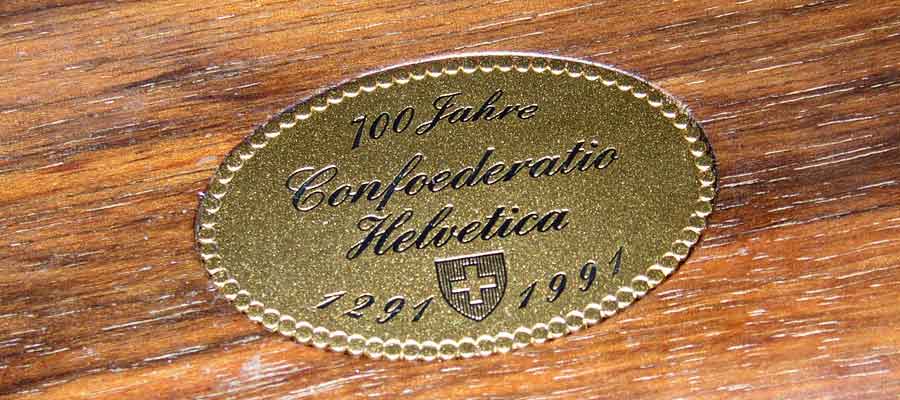 700 Jahre
Confoederatio
Helvetica
1291 1991